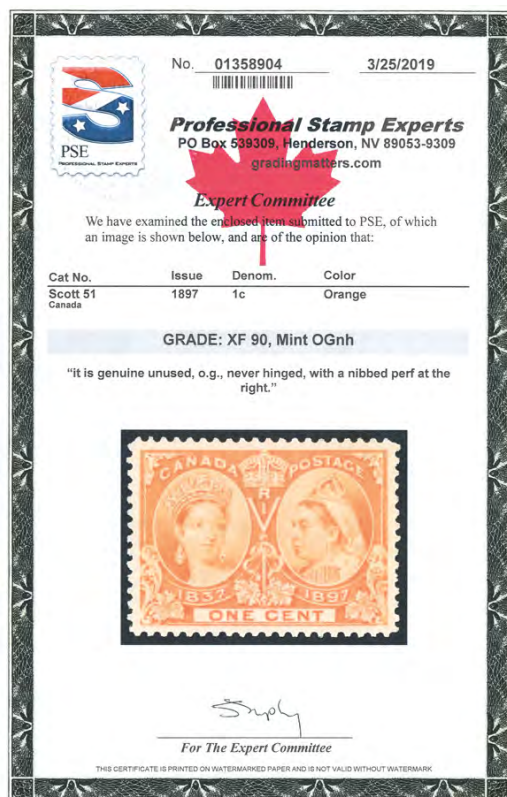 No. 01358904 3/25/2019
PSE
PROFESSIONAL STAMP EXPERTS
Professional Stamp Experts
PO Box 539309, Henderson, NV 89053-9309
gradingmatters.com
Expert Committee
We have examined the enclosed item submitted to PSE, of which
an image is shown below, and are of the opinion that:
Cat No. Issue Denom. Color
Scott 51 1897 1c Orange
Canada
GRADE: XF 90, Mint OGnh
“it is genuine unused, o.g., never hinged, with a nibbed perf at the
right.”
CANADA POSTAGE
V R I
1837 1897
ONE CENT
For The Expert Committee
THIS CERTIFICATE IS PRINTED ON WATERMARKED PAPER AND IS NOT VALID WITHOUT WATERMARK